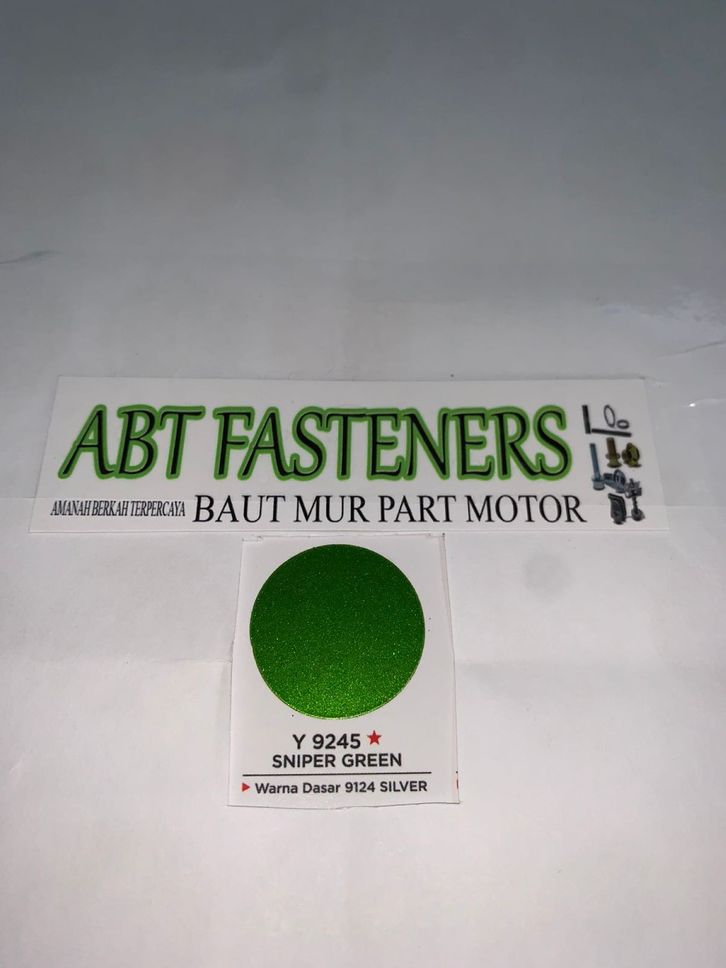 ABT FASTENERS
AMANAH BERKAH TERPERCAYA BAUT MUR PART MOTOR
Y 9245 ★
SNIPER GREEN
▶ Warna Dasar 9124 SILVER